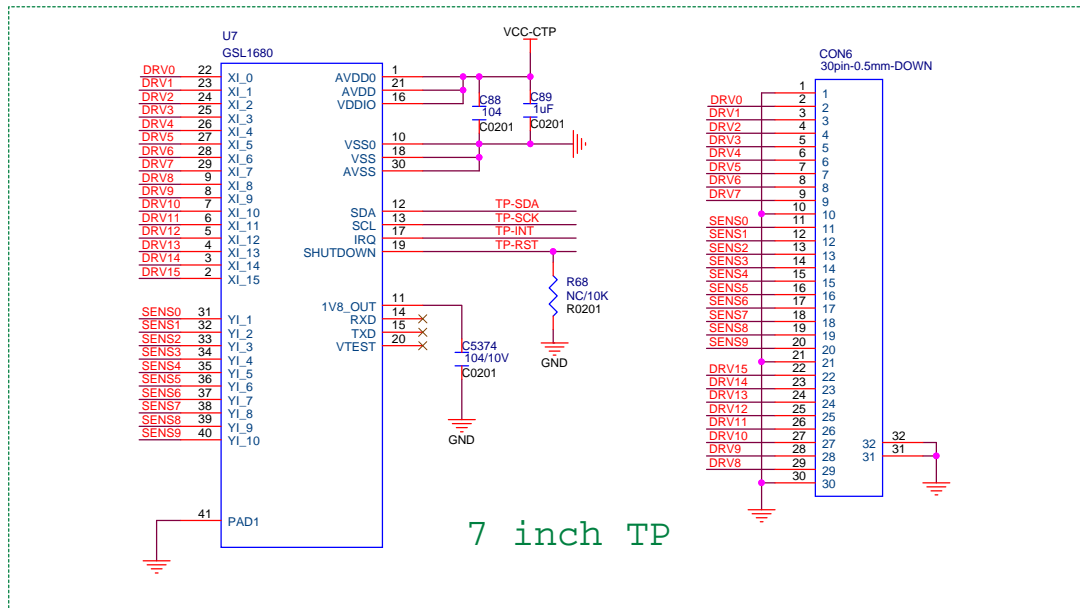 U7
GSL1680
DRV0 22 XI_0
DRV1 23 XI_1
DRV2 24 XI_2
DRV3 25 XI_3
DRV4 26 XI_4
DRV5 27 XI_5
DRV6 28 XI_6
DRV7 29 XI_7
DRV8 9 XI_8
DRV9 8 XI_9
DRV10 7 XI_10
DRV11 6 XI_11
DRV12 5 XI_12
DRV13 4 XI_13
DRV14 3 XI_14
DRV15 2 XI_15
SENS0 31 YI_1
SENS1 32 YI_2
SENS2 33 YI_3
SENS3 34 YI_4
SENS4 35 YI_5
SENS5 36 YI_6
SENS6 37 YI_7
SENS7 38 YI_8
SENS8 39 YI_9
SENS9 40 YI_10
41 PAD1
AVDD0 1
AVDD 21
VDDIO 16
VSS0 10
VSS 18
AVSS 30
SDA 12 TP-SDA
SCL 13 TP-SCK
IRQ 17 TP-INT
SHUTDOWN 19 TP-RST
1V8_OUT 11
RXD 14
TXD 15
VTEST 20
VCC-CTP
C88
104
C0201
C89
1uF
C0201
R68
NC/10K
R0201
GND
C5374
104/10V
C0201
GND
7 inch TP
CON6
30pin-0.5mm-DOWN
1 1
DRV0 2 2
DRV1 3 3
DRV2 4 4
DRV3 5 5
DRV4 6 6
DRV5 7 7
DRV6 8 8
DRV7 9 9
10 10
SENS0 11 11
SENS1 12 12
SENS2 13 13
SENS3 14 14
SENS4 15 15
SENS5 16 16
SENS6 17 17
SENS7 18 18
SENS8 19 19
SENS9 20 20
21 21
DRV15 22 22
DRV14 23 23
DRV13 24 24
DRV12 25 25
DRV11 26 26
DRV10 27 27
DRV9 28 28
DRV8 29 29
30 30
32 32
31 31